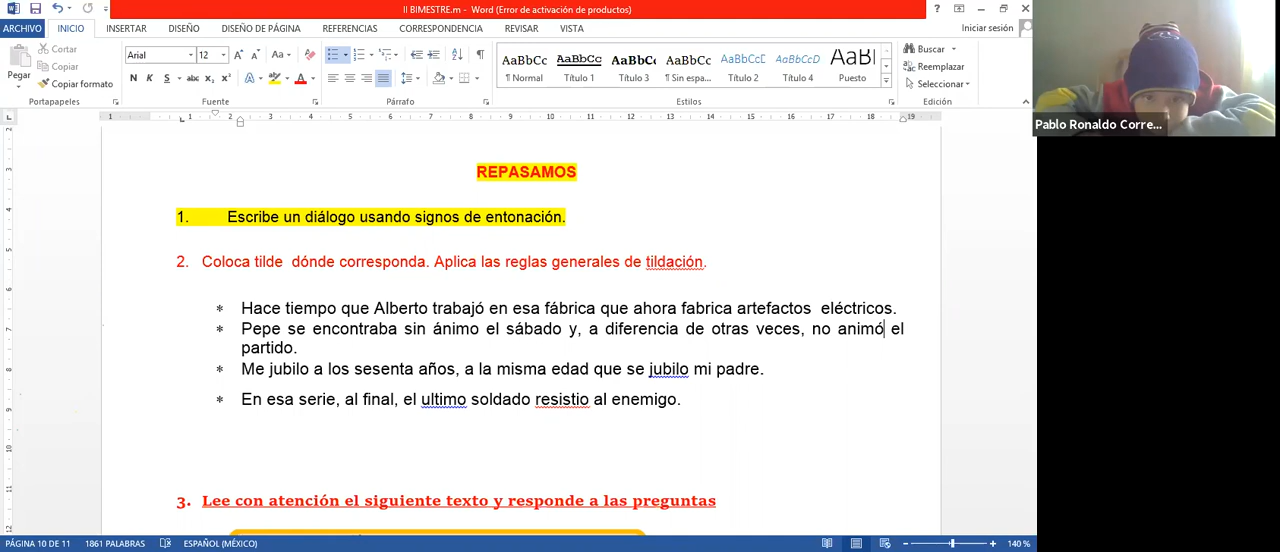 II BIMESTRE.m - Word (Error de activación de productos)
ARCHIVO INICIO INSERTAR DISEÑO DISEÑO DE PÁGINA REFERENCIAS CORRESPONDENCIA REVISAR VISTA Iniciar sesión
Pegar
Cortar
Copiar
Copiar formato
Portapapeles
Arial 12
Fuente
Párrafo
AaBbCc AaBbCcD AaBbCc AaBbCc AaBbCcD AaBbCcD AaBl
¶ Normal Título 1 Título 3 ¶ Sin espa... Título 2 Título 4 Puesto
Estilos
Buscar
Reemplazar
Seleccionar
Edición
Pablo Ronaldo Corre...
REPASAMOS
1. Escribe un diálogo usando signos de entonación.
2. Coloca tilde dónde corresponda. Aplica las reglas generales de tildación.
* Hace tiempo que Alberto trabajó en esa fábrica que ahora fabrica artefactos eléctricos.
* Pepe se encontraba sin ánimo el sábado y, a diferencia de otras veces, no animó el
partido.
* Me jubilo a los sesenta años, a la misma edad que se jubilo mi padre.
* En esa serie, al final, el ultimo soldado resistio al enemigo.
3. Lee con atención el siguiente texto y responde a las preguntas
PÁGINA 10 DE 11 1861 PALABRAS ESPAÑOL (MÉXICO) 140 %